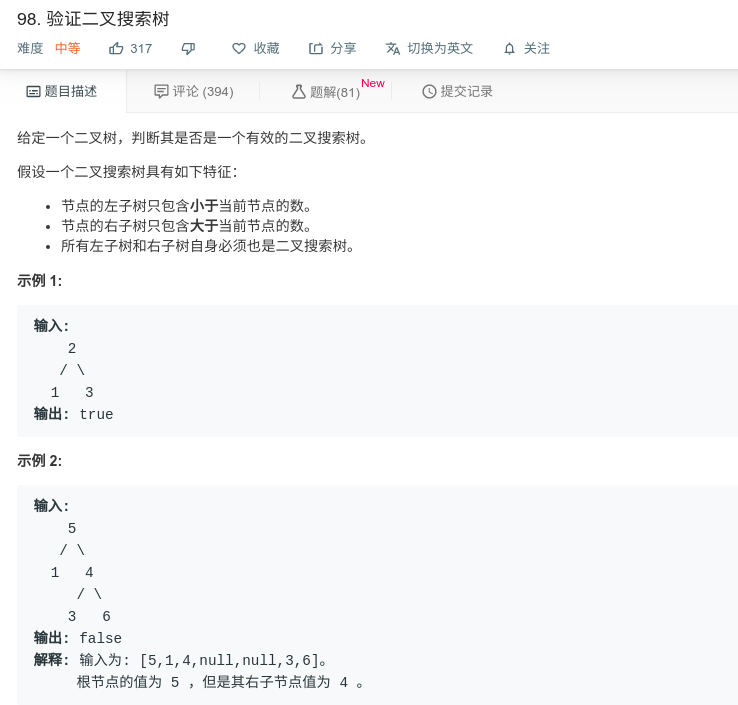 98. 验证二叉搜索树
难度 中等 317 收藏 分享 切换为英文 关注
题目描述 评论 (394) 题解(81) New 提交记录
给定一个二叉树，判断其是否是一个有效的二叉搜索树。
假设一个二叉搜索树具有如下特征：
• 节点的左子树只包含小于当前节点的数。
• 节点的右子树只包含大于当前节点的数。
• 所有左子树和右子树自身必须也是二叉搜索树。
示例 1:
输入:
    2
   / \
  1   3
输出: true
示例 2:
输入:
    5
   / \
  1   4
     / \
    3   6
输出: false
解释: 输入为: [5,1,4,null,null,3,6]。
     根节点的值为 5 ，但是其右子节点值为 4 。